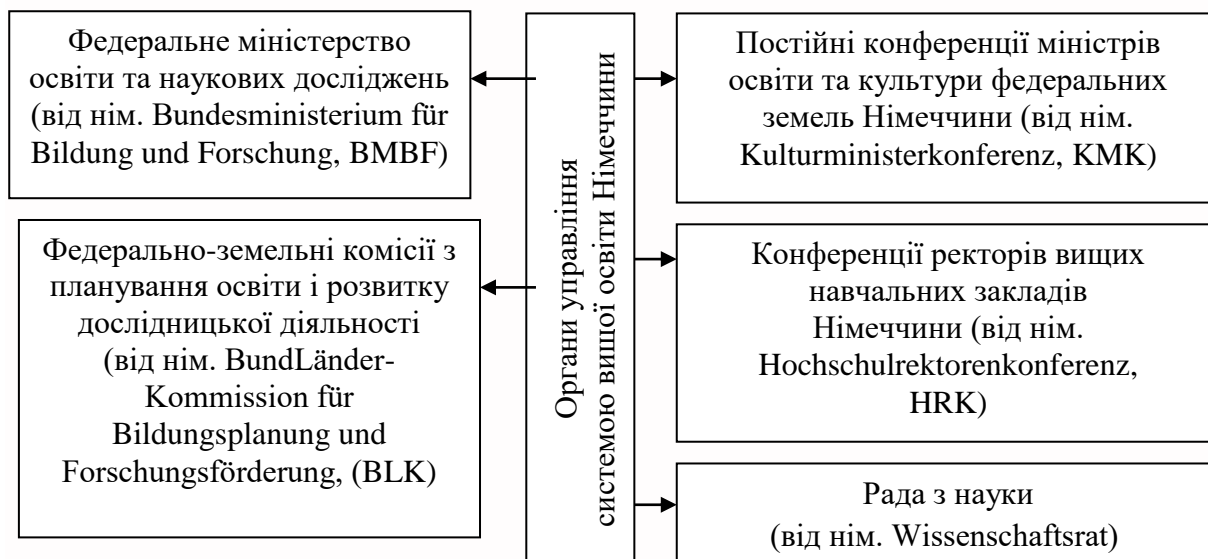 Федеральне міністерство
освіти та наукових досліджень
(від нім. Bundesministerium für
Bildung und Forschung, BMBF)
Федерально-земельні комісії з
планування освіти і розвитку
дослідницької діяльності
(від нім. BundLänder-
Kommission für
Bildungsplanung und
Forschungsförderung, (BLK)
Органи управління
системою вищої освіти Німеччини
Постійні конференції міністрів
освіти та культури федеральних
земель Німеччини (від нім.
Kulturministerkonferenz, KMK)
Конференції ректорів вищих
навчальних закладів
Німеччини (від нім.
Hochschulrektorenkonferenz,
HRK)
Рада з науки
(від нім. Wissenschaftsrat)